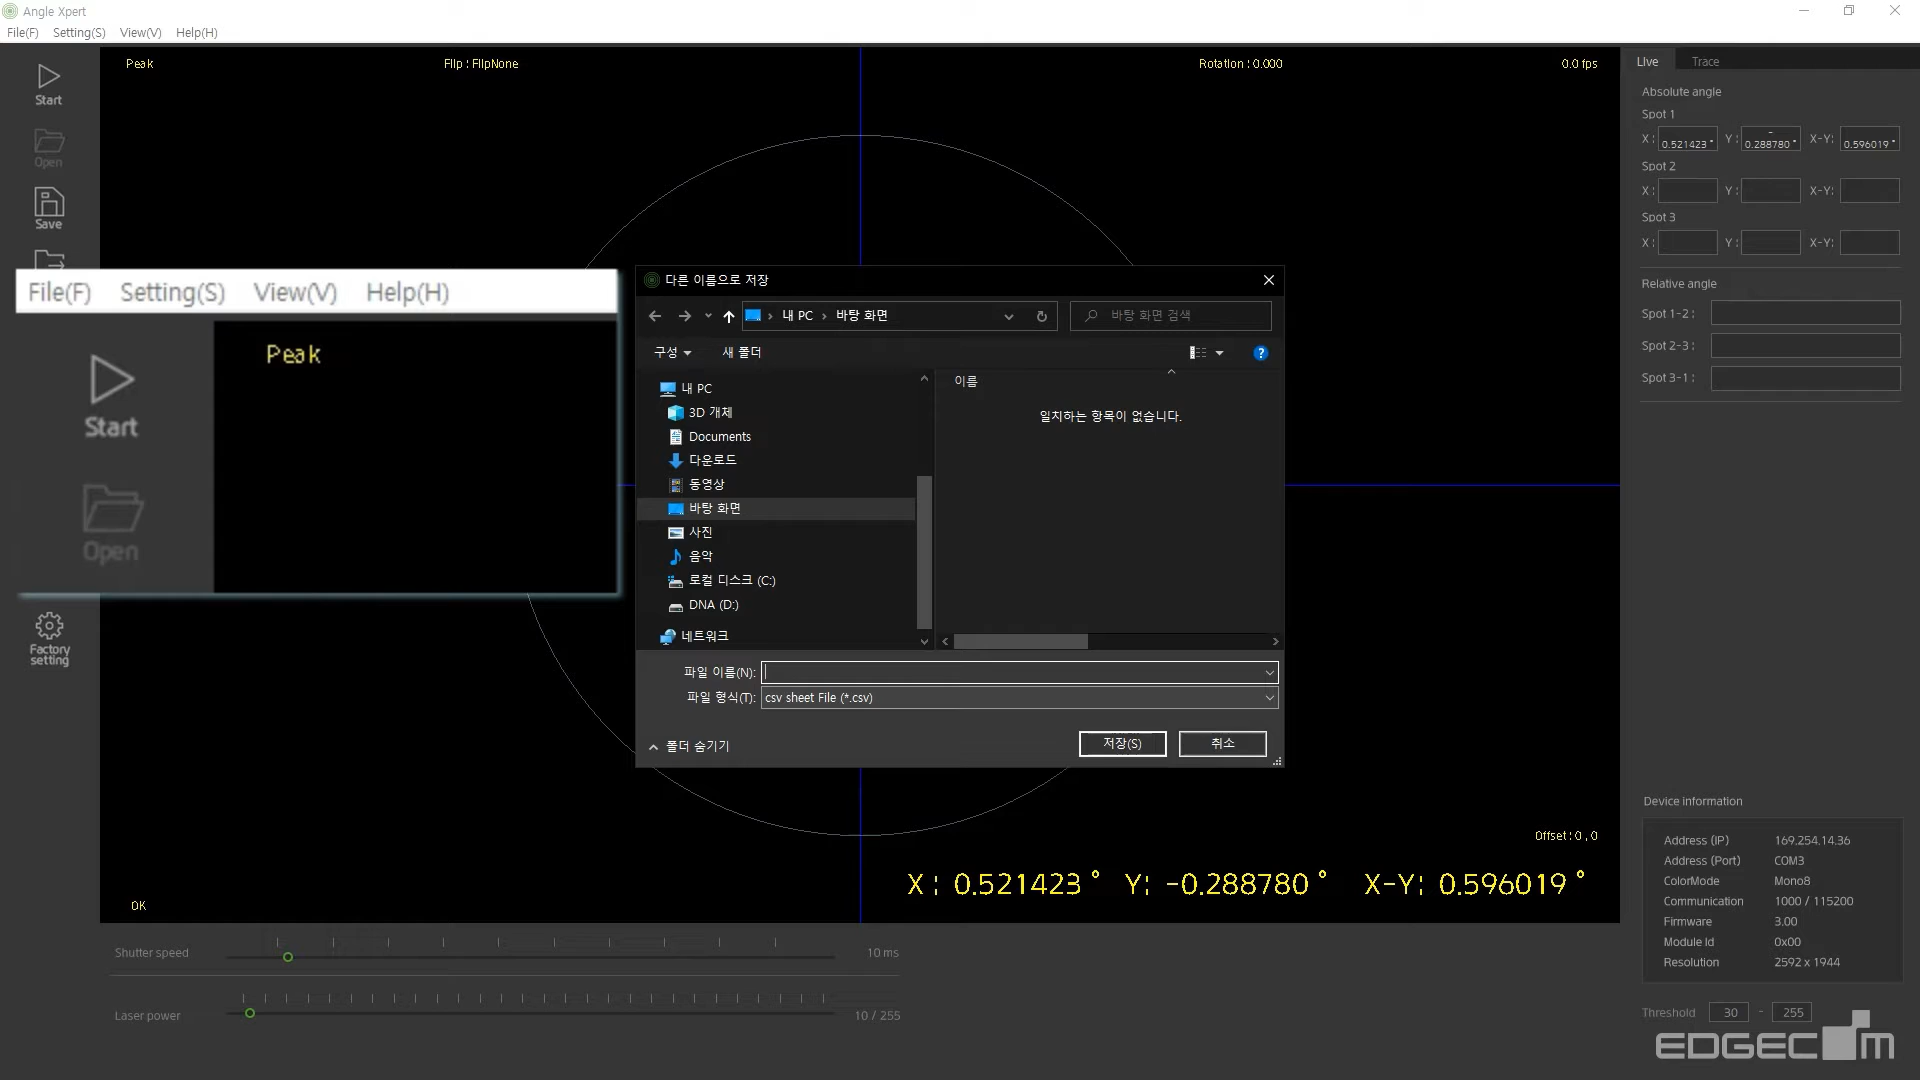 Angle Xpert
File(F) Setting(S) View(V) Help(H)
Peak Flip : FlipNone Rotation : 0.000 0.0 fps
Start
Open
Save
File(F) Setting(S) View(V) Help(H)
Peak
Start
Open
Factory
setting
다른 이름으로 저장
내 PC 바탕 화면
바탕 화면 검색
구성 새 폴더
?
내 PC
3D 개체
Documents
다운로드
동영상
바탕 화면
사진
음악
로컬 디스크 (C:)
DNA (D:)
네트워크
이름
일치하는 항목이 없습니다.
파일 이름(N):
파일 형식(T): csv sheet File (*.csv)
폴더 숨기기
저장(S) 취소
Offset : 0 , 0
X : 0.521423 ° Y: -0.288780 ° X-Y: 0.596019 °
OK
Shutter speed 10 ms
Laser power 10 / 255
Live Trace
Absolute angle
Spot 1
X : 0.521423 ° Y : -0.288780 ° X-Y: 0.596019 °
Spot 2
X : Y : X-Y:
Spot 3
X : Y : X-Y:
Relative angle
Spot 1-2 :
Spot 2-3 :
Spot 3-1 :
Device information
Address (IP) 169.254.14.36
Address (Port) COM3
ColorMode Mono8
Communication 1000 / 115200
Firmware 3.00
Module Id 0x00
Resolution 2592 x 1944
Threshold 30 - 255
EDGECOM